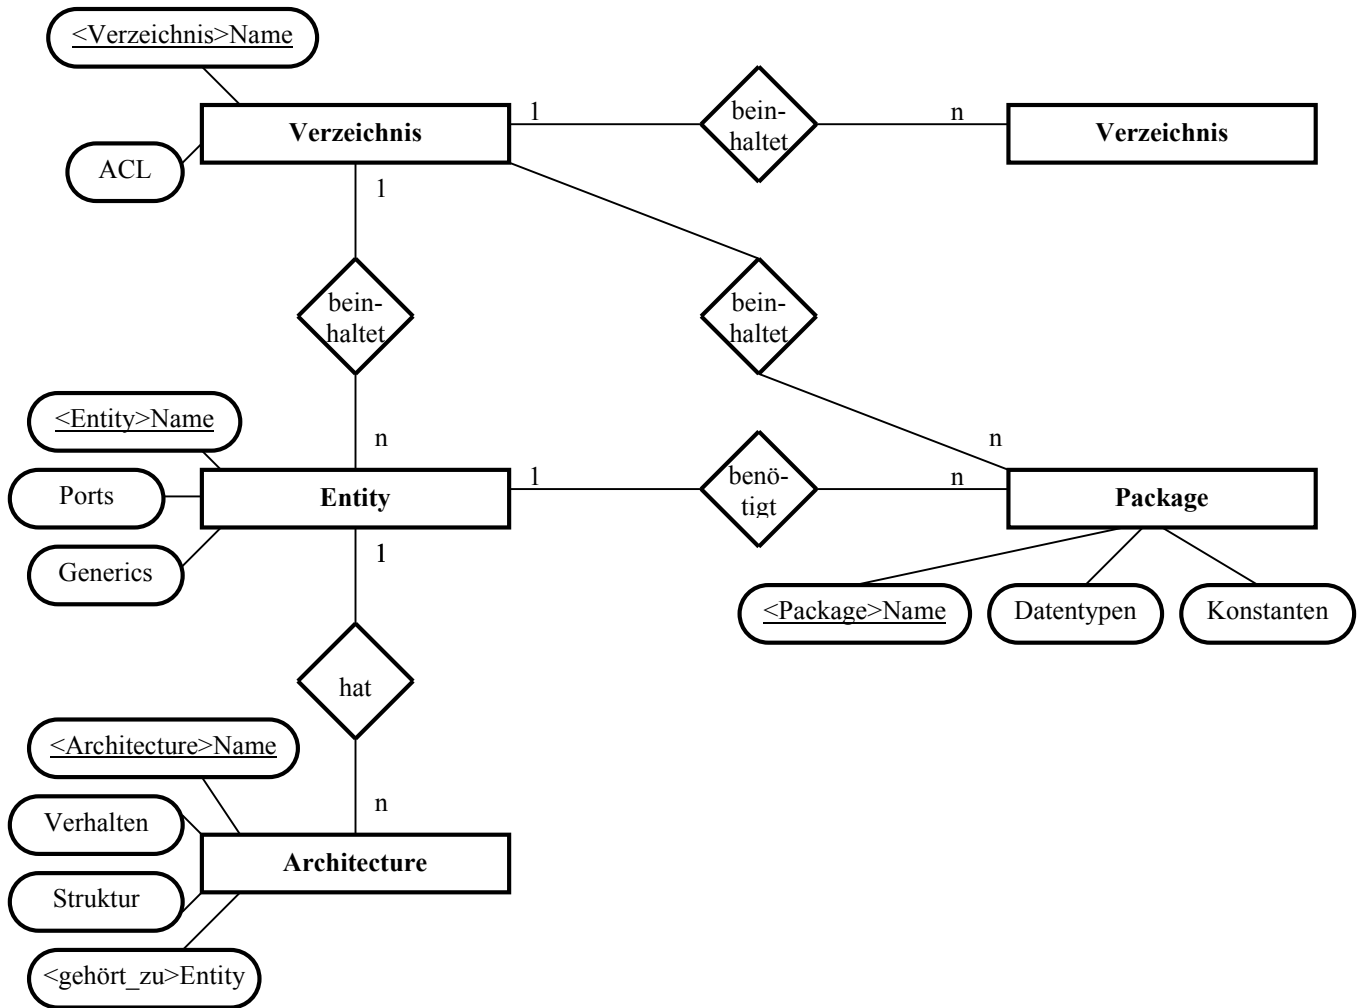 <Verzeichnis>Name
Verzeichnis
1
bein-
haltet
n
Verzeichnis
ACL
1
bein-
haltet
bein-
haltet
<Entity>Name
n
n
Ports
Entity
1
benö-
tigt
n
Package
Generics
1
<Package>Name
Datentypen
Konstanten
hat
<Architecture>Name
n
Verhalten
Architecture
Struktur
<gehört_zu>Entity